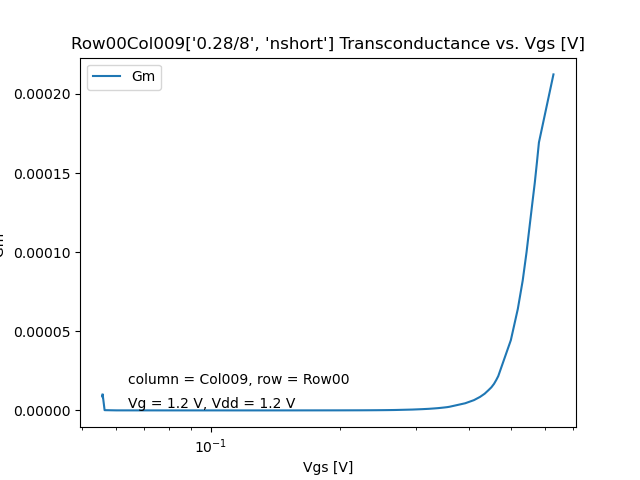 Row00Col009['0.28/8', 'nshort'] Transconductance vs. Vgs [V]
Gm
0.00020
0.00015
0.00010
0.00005
0.00000
column = Col009, row = Row00
Vg = 1.2 V, Vdd = 1.2 V
10⁻¹
Vgs [V]